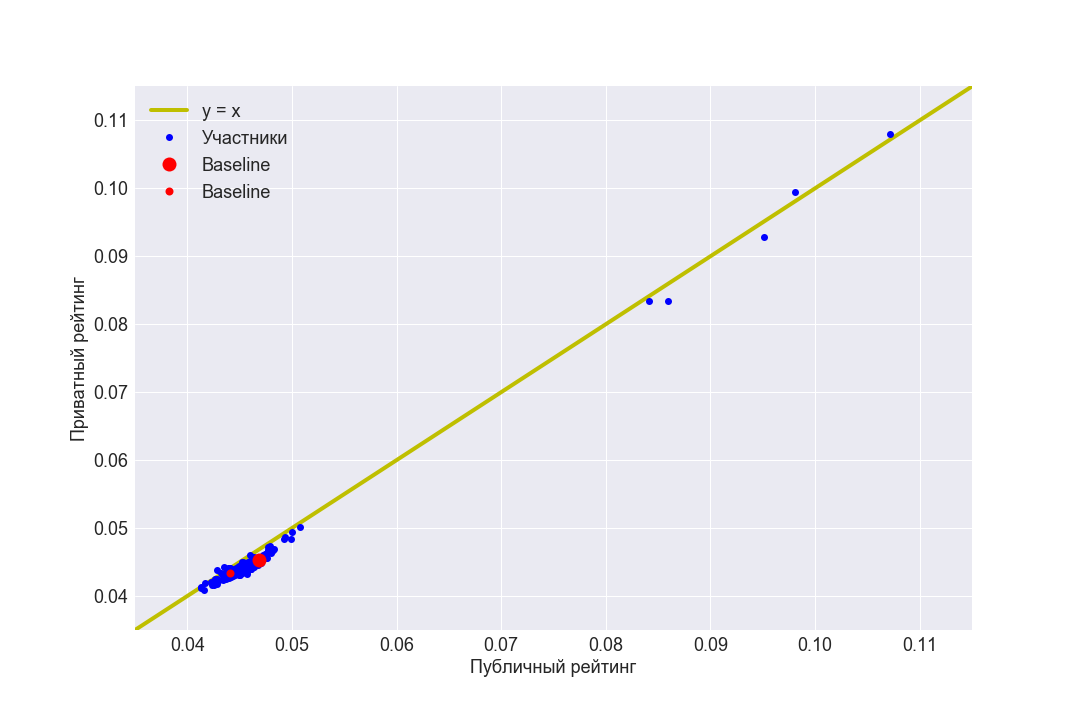 y = x
Участники
Baseline
Baseline
0.11
0.10
0.09
0.08
0.07
0.06
0.05
0.04
Приватный рейтинг
0.04 0.05 0.06 0.07 0.08 0.09 0.10 0.11
Публичный рейтинг